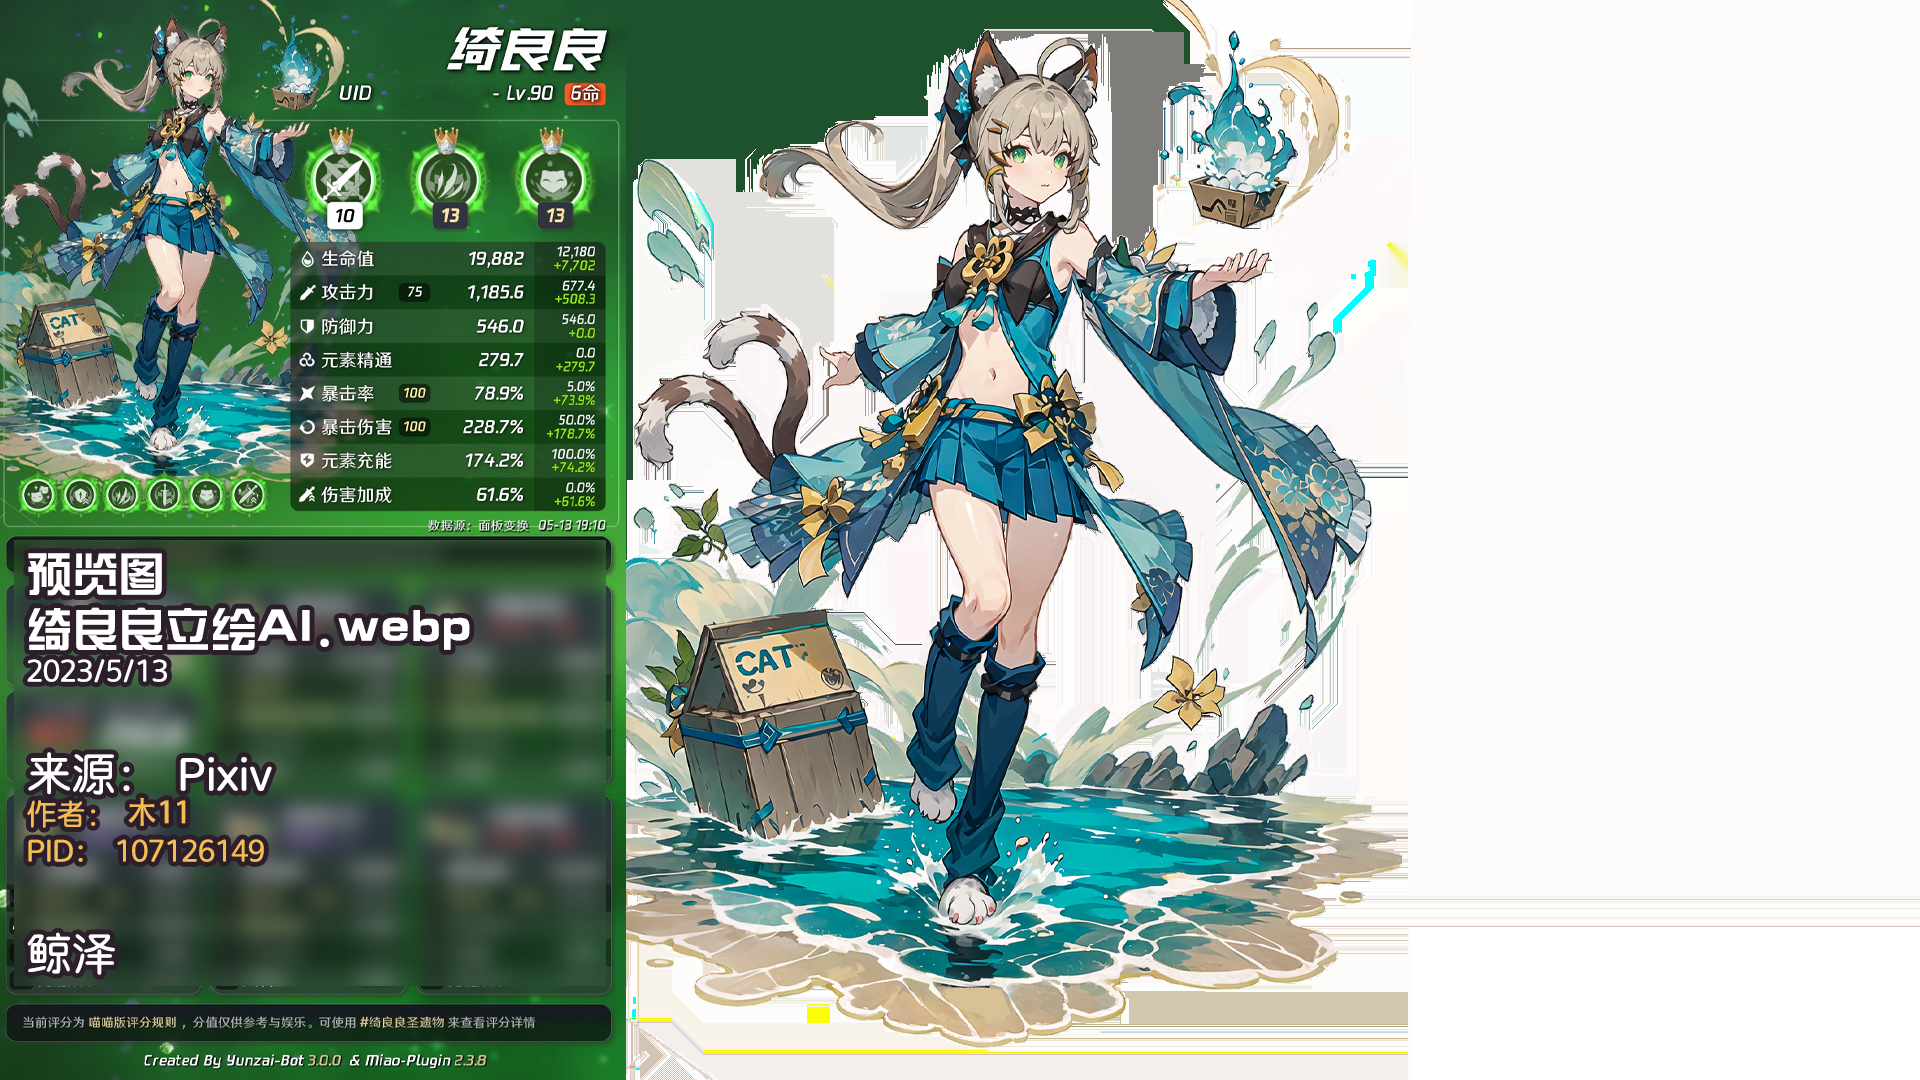 绮良良
UID - Lv.90 6命
10 13 13
生命值 19,882 12,180 +7,702
攻击力 75 1,185.6 677.4 +508.3
防御力 546.0 546.0 +0.0
元素精通 279.7 0.0 +279.7
暴击率 100 78.9% 5.0% +73.9%
暴击伤害 100 228.7% 50.0% +178.7%
元素充能 174.2% 100.0% +74.2%
伤害加成 61.6% 0.0% +61.6%
数据源：面板变换 05-13 19:10
预览图
绮良良立绘AI.webp
2023/5/13
来源： Pixiv
作者： 木11
PID： 107126149
鲸泽
当前评分为 喵喵版评分规则 ，分值仅供参考与娱乐。可使用 #绮良良圣遗物 来查看评分详情
Created By Yunzai-Bot 3.0.0 & Miao-Plugin 2.3.8
CAT
CAT